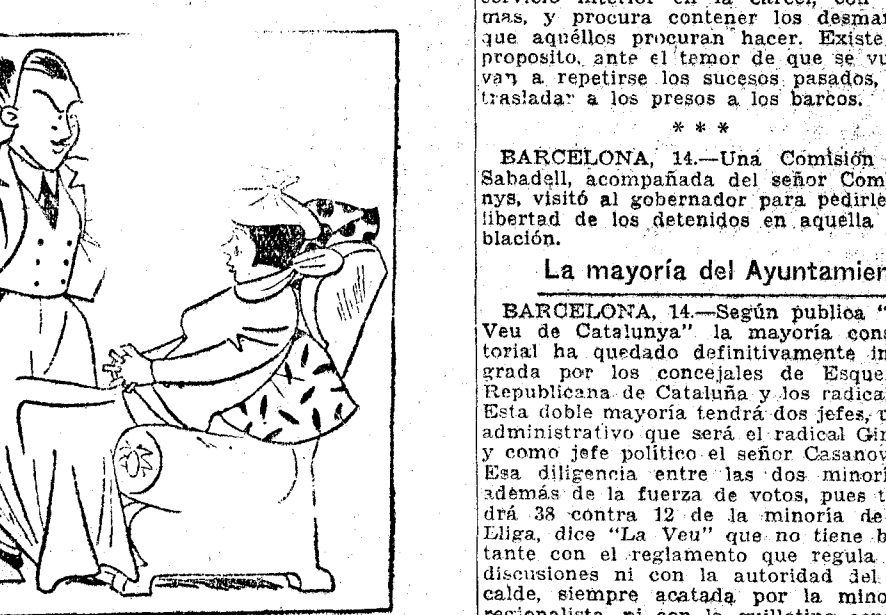 servicio interior en la cárcel, con
mas, y procura contener los desma
que aquéllos procuran hacer. Existe
proposito, ante el temor de que se vu
van a repetirse los sucesos pasados,
trasladar a los presos a los barcos.
* * *
BARCELONA, 14.—Una Comisión
Sabadell, acompañada del señor Com
nys, visitó al gobernador para pedirle
libertad de los detenidos en aquella
blación.
La mayoría del Ayuntamien
BARCELONA, 14.—Según publica "
Veu de Catalunya" la mayoría cons
torial ha quedado definitivamente in
grada por los concejales de Esque
Republicana de Cataluña y los radica
Esta doble mayoría tendrá dos jefes, u
administrativo que será el radical Gir
y como jefe político el señor Casanov
Esa diligencia entre las dos minorí
además de la fuerza de votos, pues t
drá 38 contra 12 de la minoría de
Lliga, dice "La Veu" que no tiene b
tante con el reglamento que regula
discusiones ni con la autoridad del
calde, siempre acatada por la mino
regionalista, ni con la guillotina